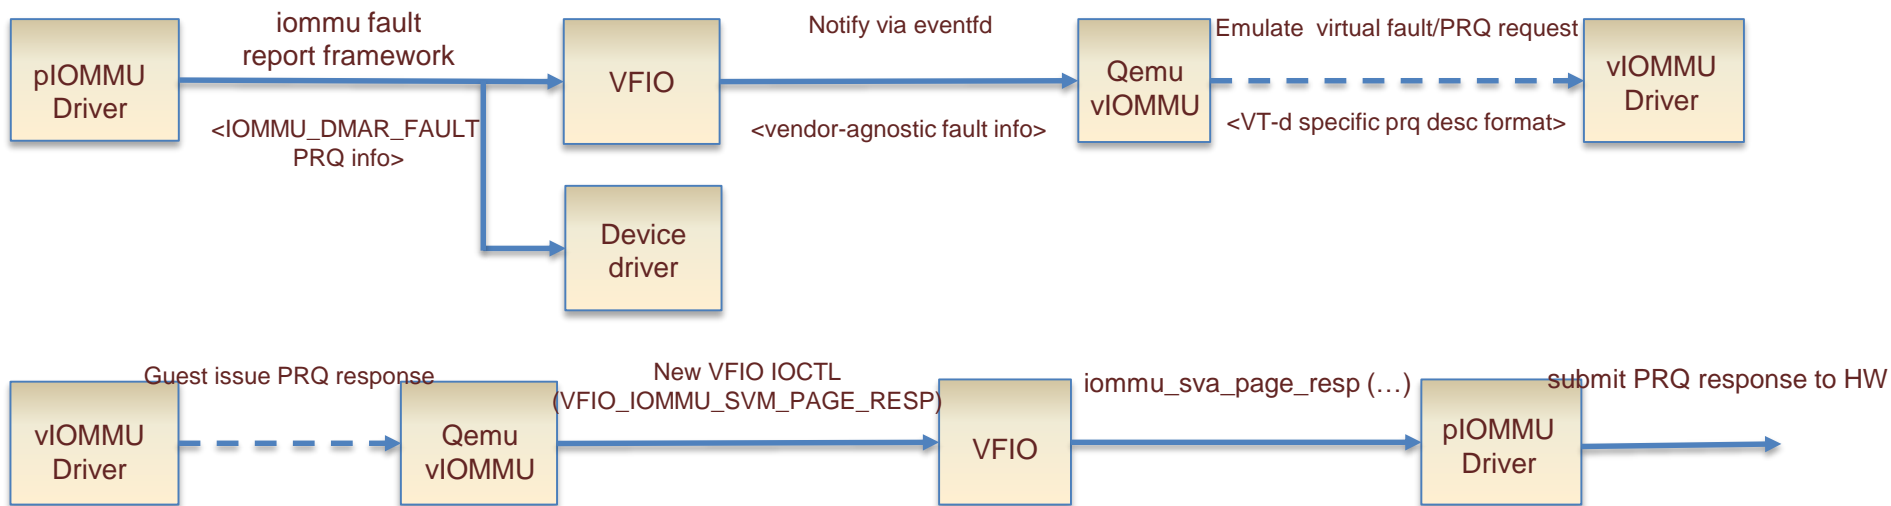 iommu fault
report framework
Notify via eventfd
Emulate  virtual fault/PRQ request
pIOMMU
Driver
VFIO
Qemu
vIOMMU
vIOMMU
Driver
<IOMMU_DMAR_FAULT
PRQ info>
<vendor-agnostic fault info>
<VT-d specific prq desc format>
Device
driver
Guest issue PRQ response
New VFIO IOCTL
(VFIO_IOMMU_SVM_PAGE_RESP)
iommu_sva_page_resp (…)
submit PRQ response to HW
vIOMMU
Driver
Qemu
vIOMMU
VFIO
pIOMMU
Driver